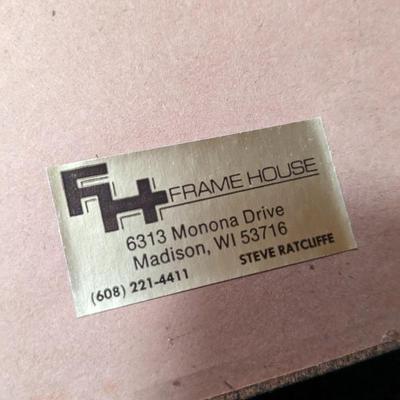 FH FRAME HOUSE
6313 Monona Drive
Madison, WI 53716
(608) 221-4411 STEVE RATCLIFFE